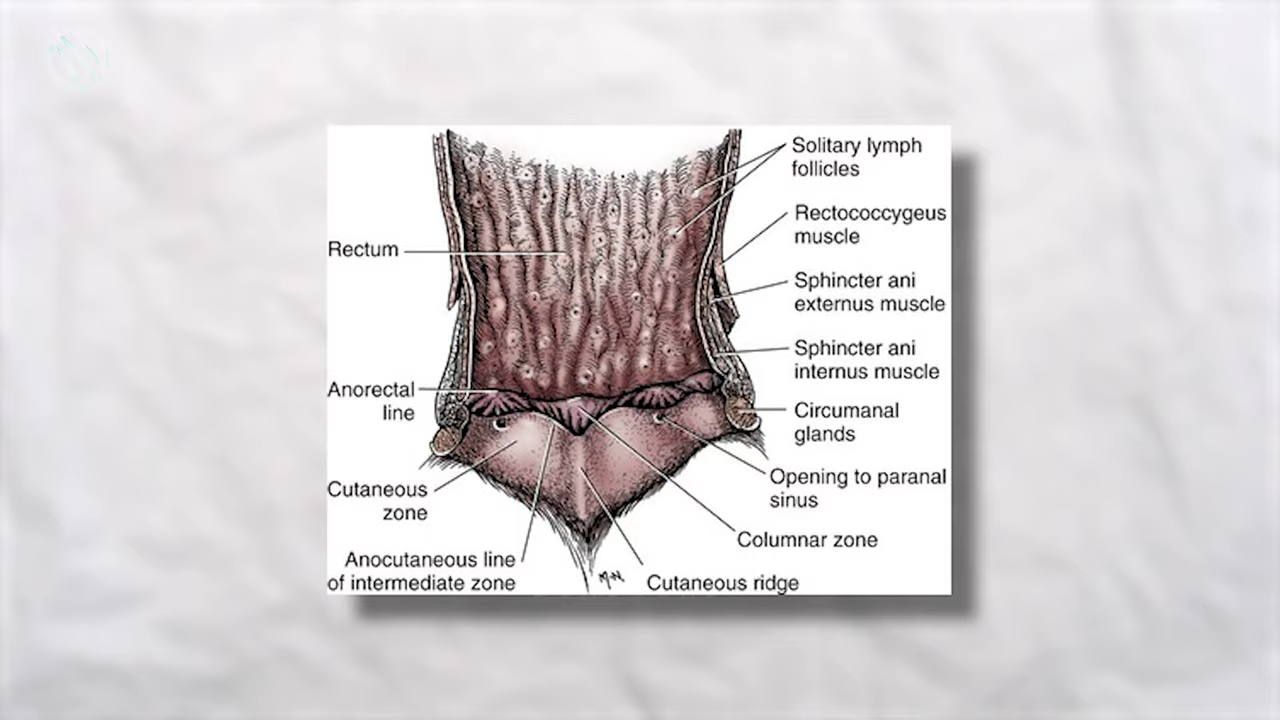 Solitary lymph
follicles
Rectococcygeus
muscle
Rectum
Sphincter ani
externus muscle
Sphincter ani
internus muscle
Anorectal
line
Circumanal
glands
Opening to paranal
sinus
Cutaneous
zone
Columnar zone
Anocutaneous line
of intermediate zone
Cutaneous ridge
M-N.